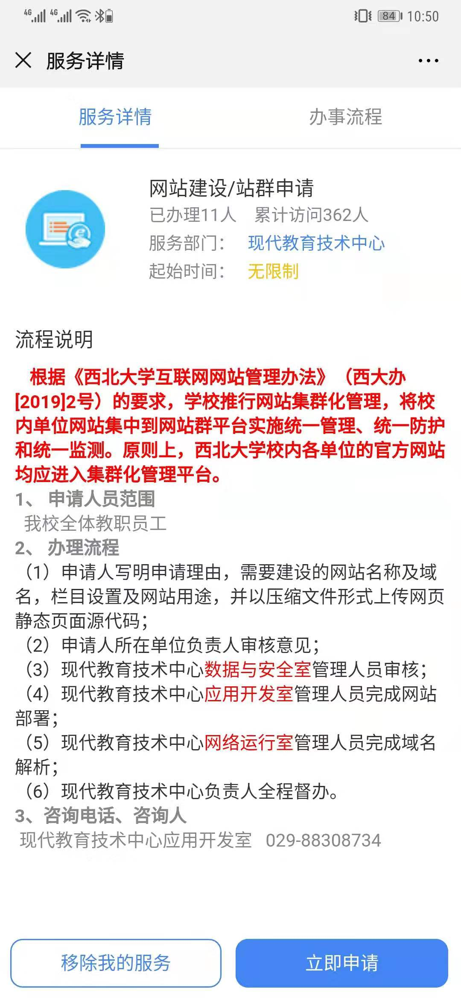 4G 4G 84 10:50
服务详情
服务详情 办事流程
网站建设/站群申请
已办理11人 累计访问362人
服务部门： 现代教育技术中心
起始时间： 无限制
流程说明
根据《西北大学互联网网站管理办法》（西大办
[2019]2号）的要求，学校推行网站集群化管理，将校
内单位网站集中到网站群平台实施统一管理、统一防护
和统一监测。原则上，西北大学校内各单位的官方网站
均应进入集群化管理平台。
1、 申请人员范围
我校全体教职员工
2、 办理流程
（1）申请人写明申请理由，需要建设的网站名称及域
名，栏目设置及网站用途，并以压缩文件形式上传网页
静态页面源代码；
（2）申请人所在单位负责人审核意见；
（3）现代教育技术中心数据与安全室管理人员审核；
（4）现代教育技术中心应用开发室管理人员完成网站
部署；
（5）现代教育技术中心网络运行室管理人员完成域名
解析；
（6）现代教育技术中心负责人全程督办。
3、咨询电话、咨询人
现代教育技术中心应用开发室 029-88308734
移除我的服务 立即申请